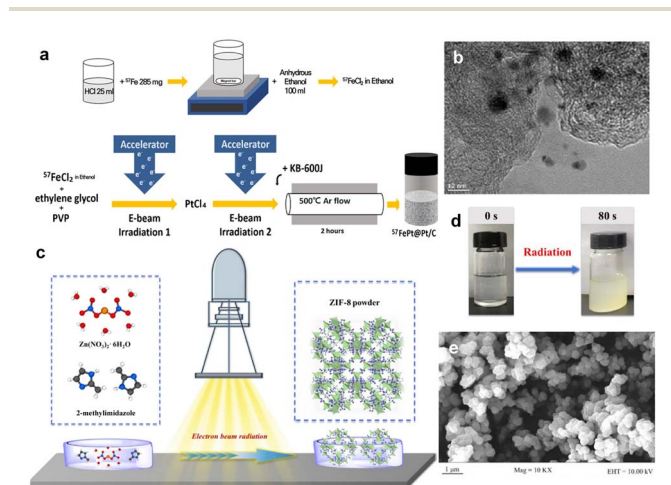 a
HCl 25 ml
+ ⁵⁷Fe 285 mg
+
Anhydrous
Ethanol
100 ml
⁵⁷FeCl₂ in Ethanol
Accelerator
e⁻ e⁻ e⁻ e⁻
Accelerator
e⁻ e⁻ e⁻ e⁻
+ KB-600J
⁵⁷FeCl₂ in Ethanol
+
ethylene glycol
+
PVP
E-beam
Irradiation 1
PtCl₄
E-beam
Irradiation 2
500℃ Ar flow
2 hours
⁵⁷FePt@Pt/C
b
12 nm
c
Zn(NO₃)₂· 6H₂O
2-methylimidazole
Electron beam radiation
ZIF-8 powder
d
0 s
Radiation
80 s
e
1 μm
Mag = 10 KX
EHT = 10.00 kV